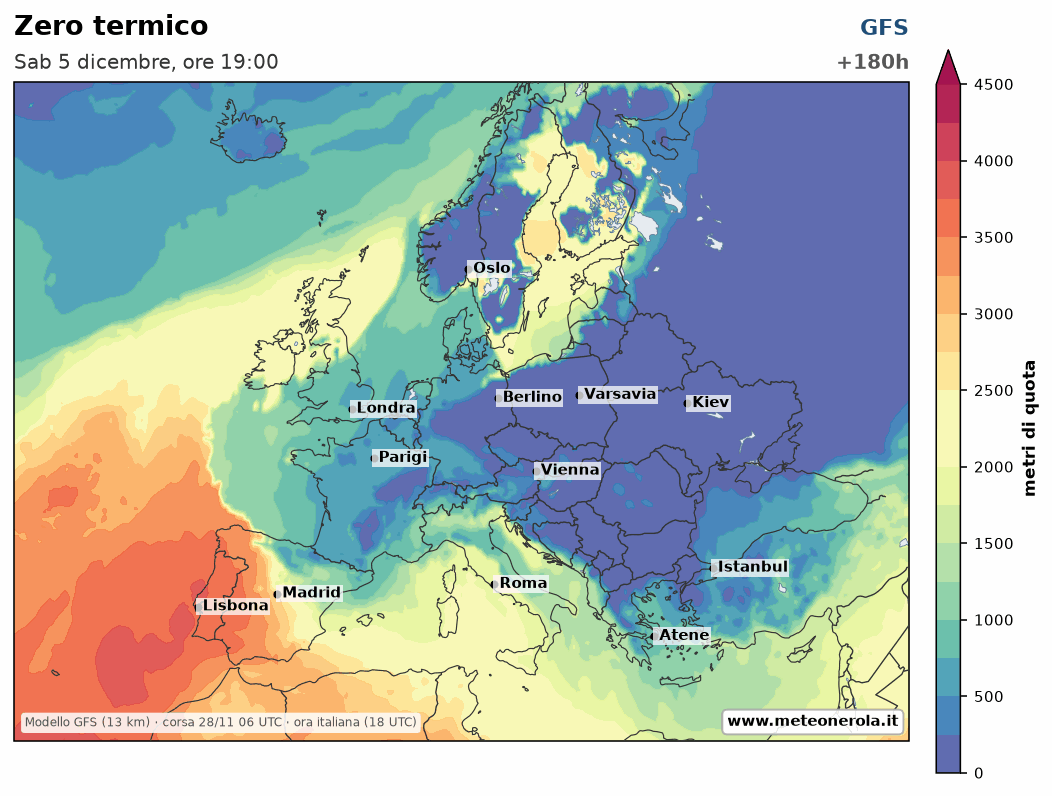 Zero termico
GFS
Sab 5 dicembre, ore 19:00
+180h
4500
4000
3500
3000
2500
2000
1500
1000
500
0
metri di quota
Oslo
Londra
Berlino
Varsavia
Kiev
Parigi
Vienna
Istanbul
Roma
Madrid
Lisbona
Atene
Modello GFS (13 km) · corsa 28/11 06 UTC · ora italiana (18 UTC)
www.meteonerola.it